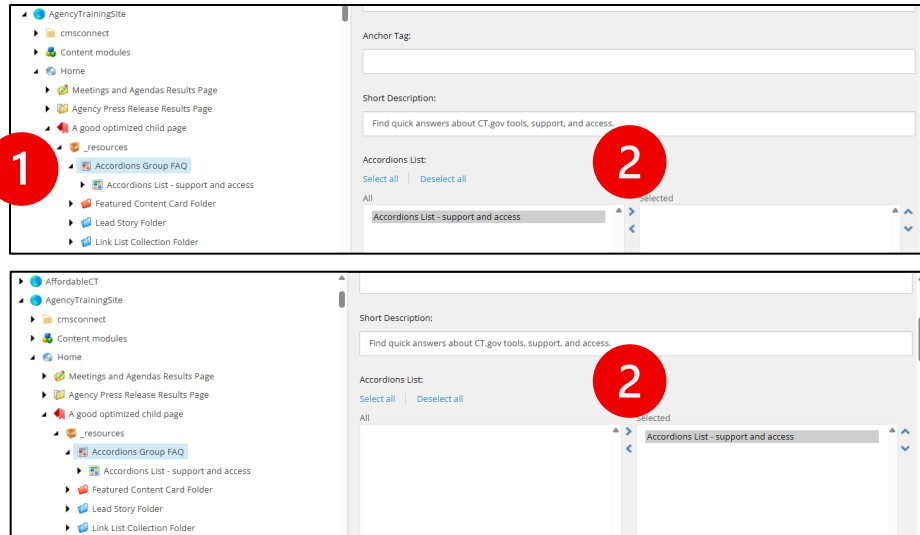 AgencyTrainingSite
cmsconnect
Content modules
Home
Meetings and Agendas Results Page
Agency Press Release Results Page
A good optimized child page
_resources
1
Accordions Group FAQ
Accordions List - support and access
Featured Content Card Folder
Lead Story Folder
Link List Collection Folder
Anchor Tag:
Short Description:
Find quick answers about CT.gov tools, support, and access.
Accordions List:
2
Select all
Deselect all
All
Selected
Accordions List - support and access
AffordableCT
AgencyTrainingSite
cmsconnect
Content modules
Home
Meetings and Agendas Results Page
Agency Press Release Results Page
A good optimized child page
_resources
Accordions Group FAQ
Accordions List - support and access
Featured Content Card Folder
Lead Story Folder
Link List Collection Folder
Short Description:
Find quick answers about CT.gov tools, support, and access.
Accordions List:
2
Select all
Deselect all
All
Selected
Accordions List - support and access